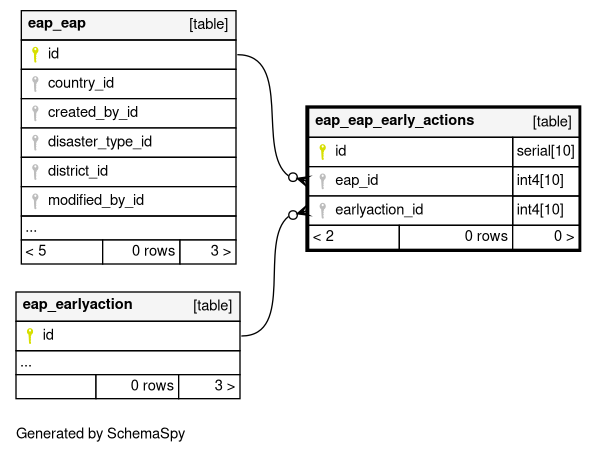 eap_eap [table]
id
country_id
created_by_id
disaster_type_id
district_id
modified_by_id
...
< 5 0 rows 3 >
eap_eap_early_actions [table]
id serial[10]
eap_id int4[10]
earlyaction_id int4[10]
< 2 0 rows 0 >
eap_earlyaction [table]
id
...
0 rows 3 >
Generated by SchemaSpy